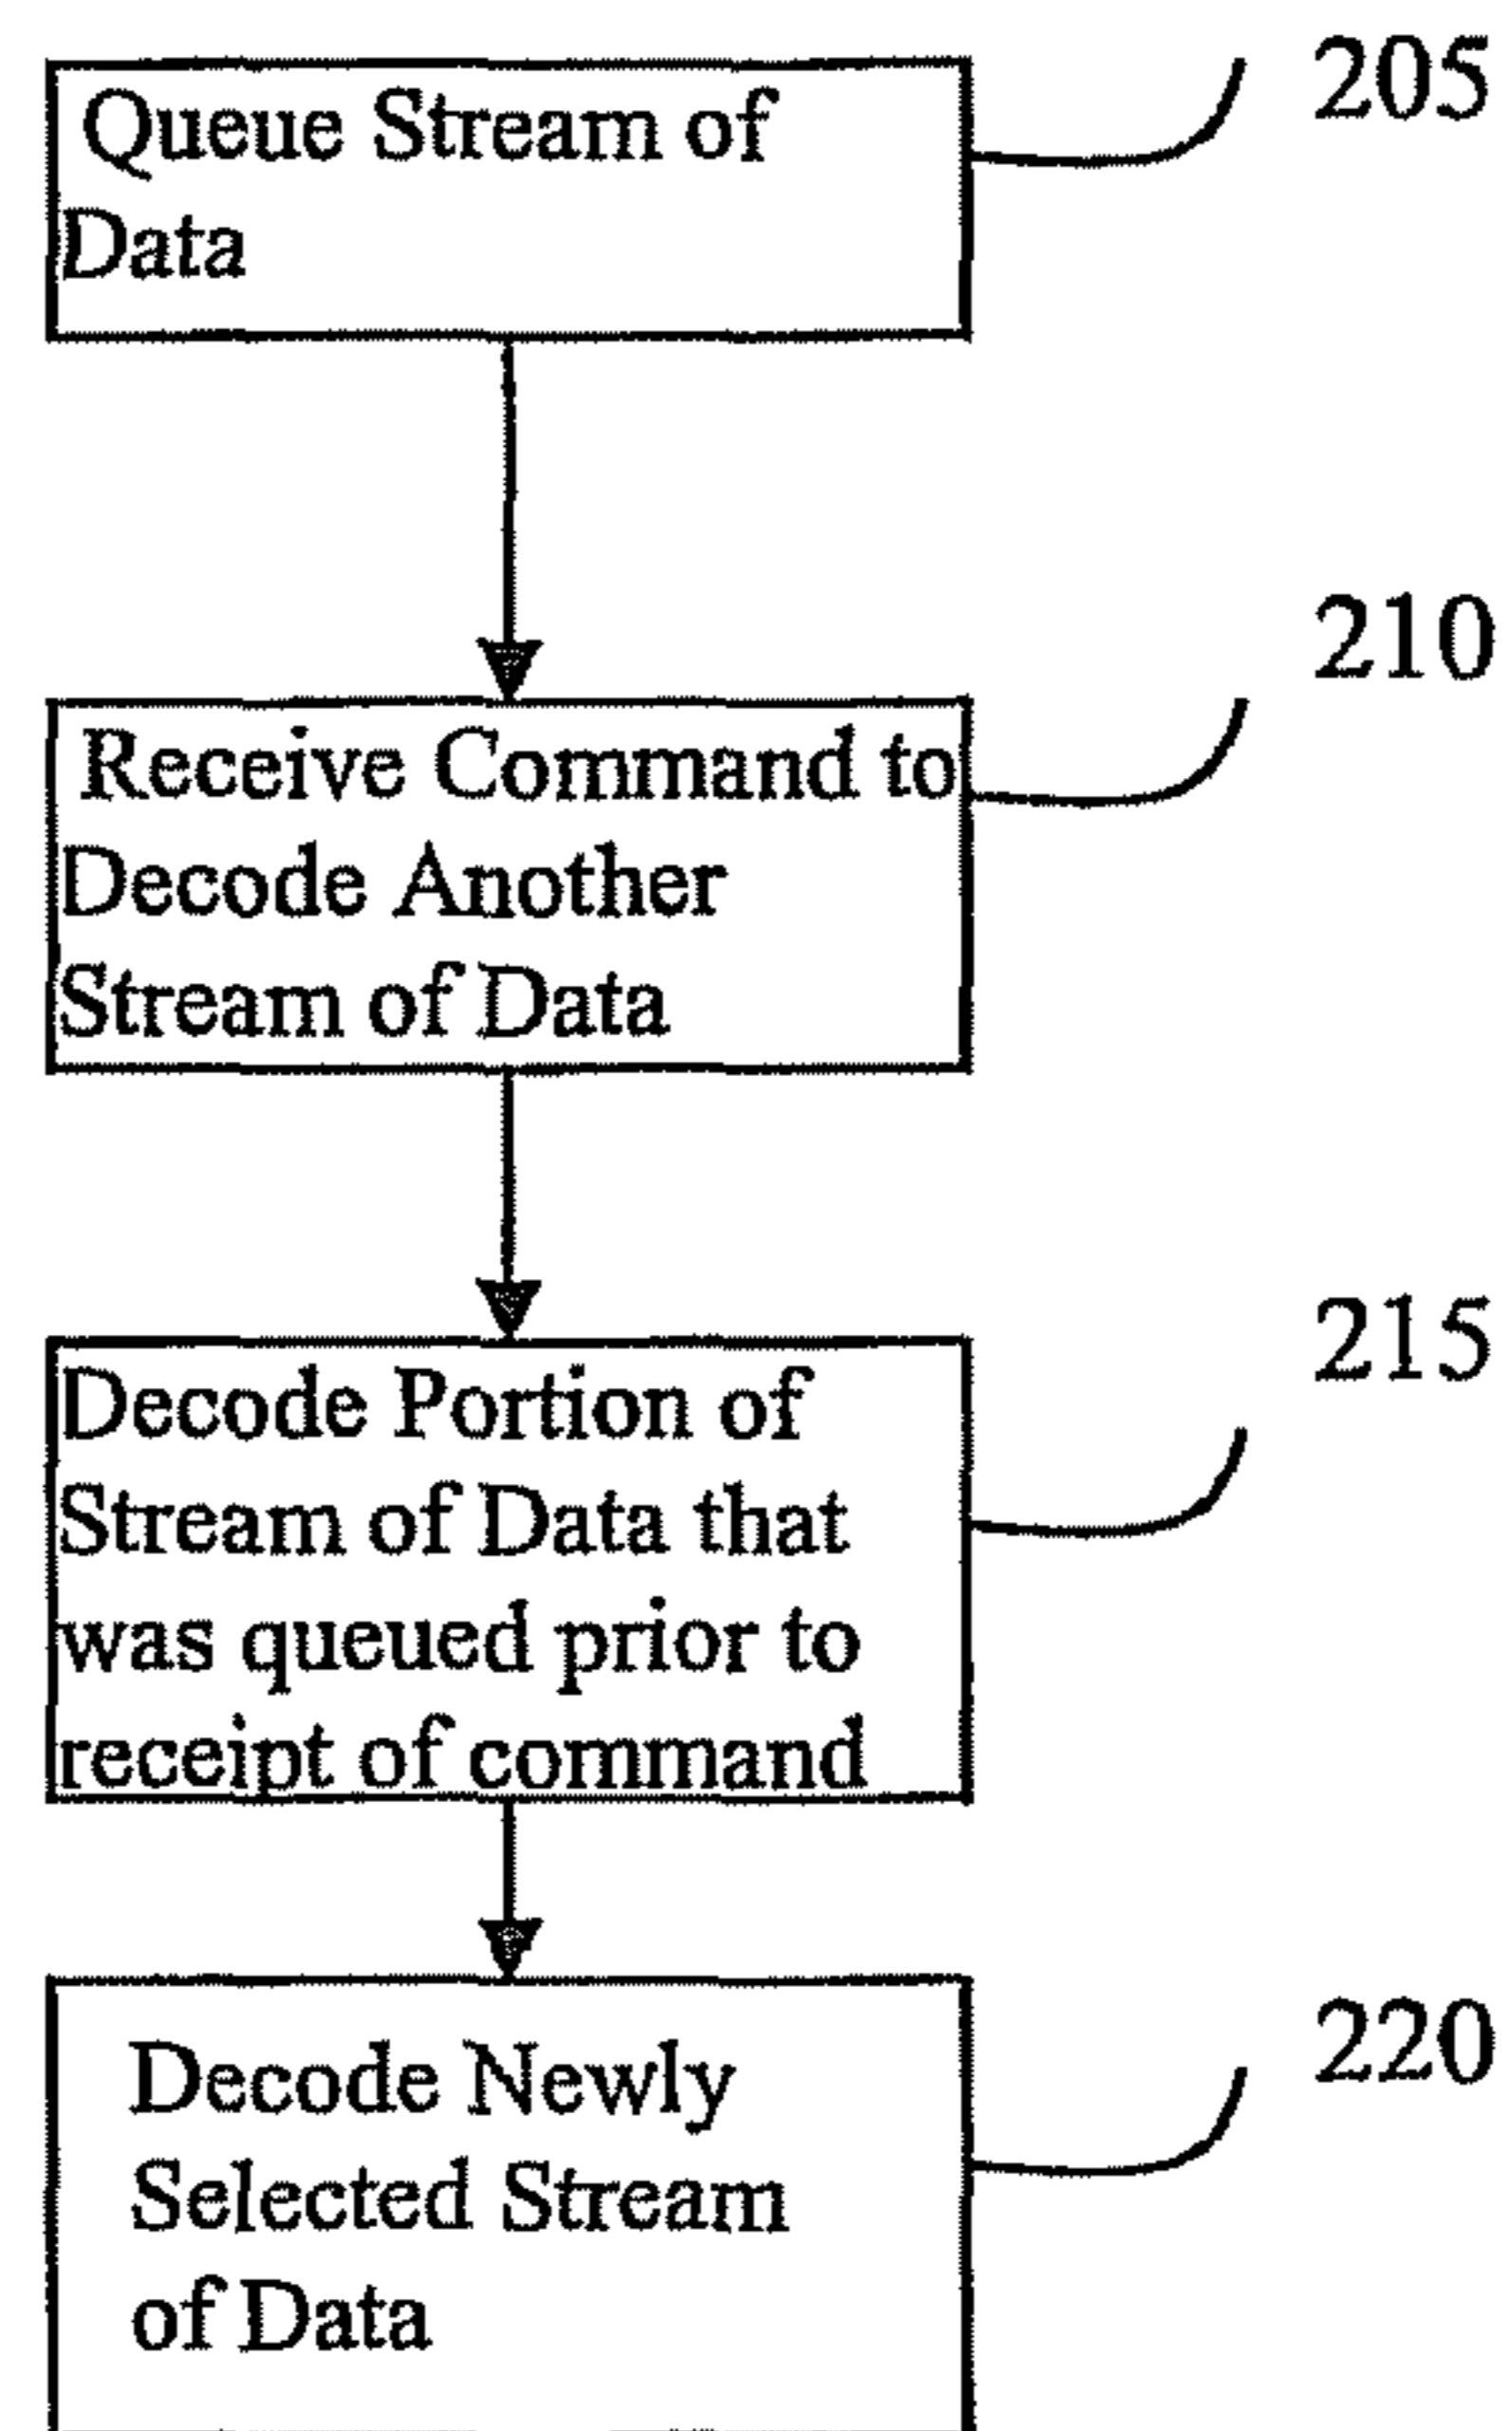 Queue Stream of
Data
205
Receive Command to
Decode Another
Stream of Data
210
Decode Portion of
Stream of Data that
was queued prior to
receipt of command
215
Decode Newly
Selected Stream
of Data
220